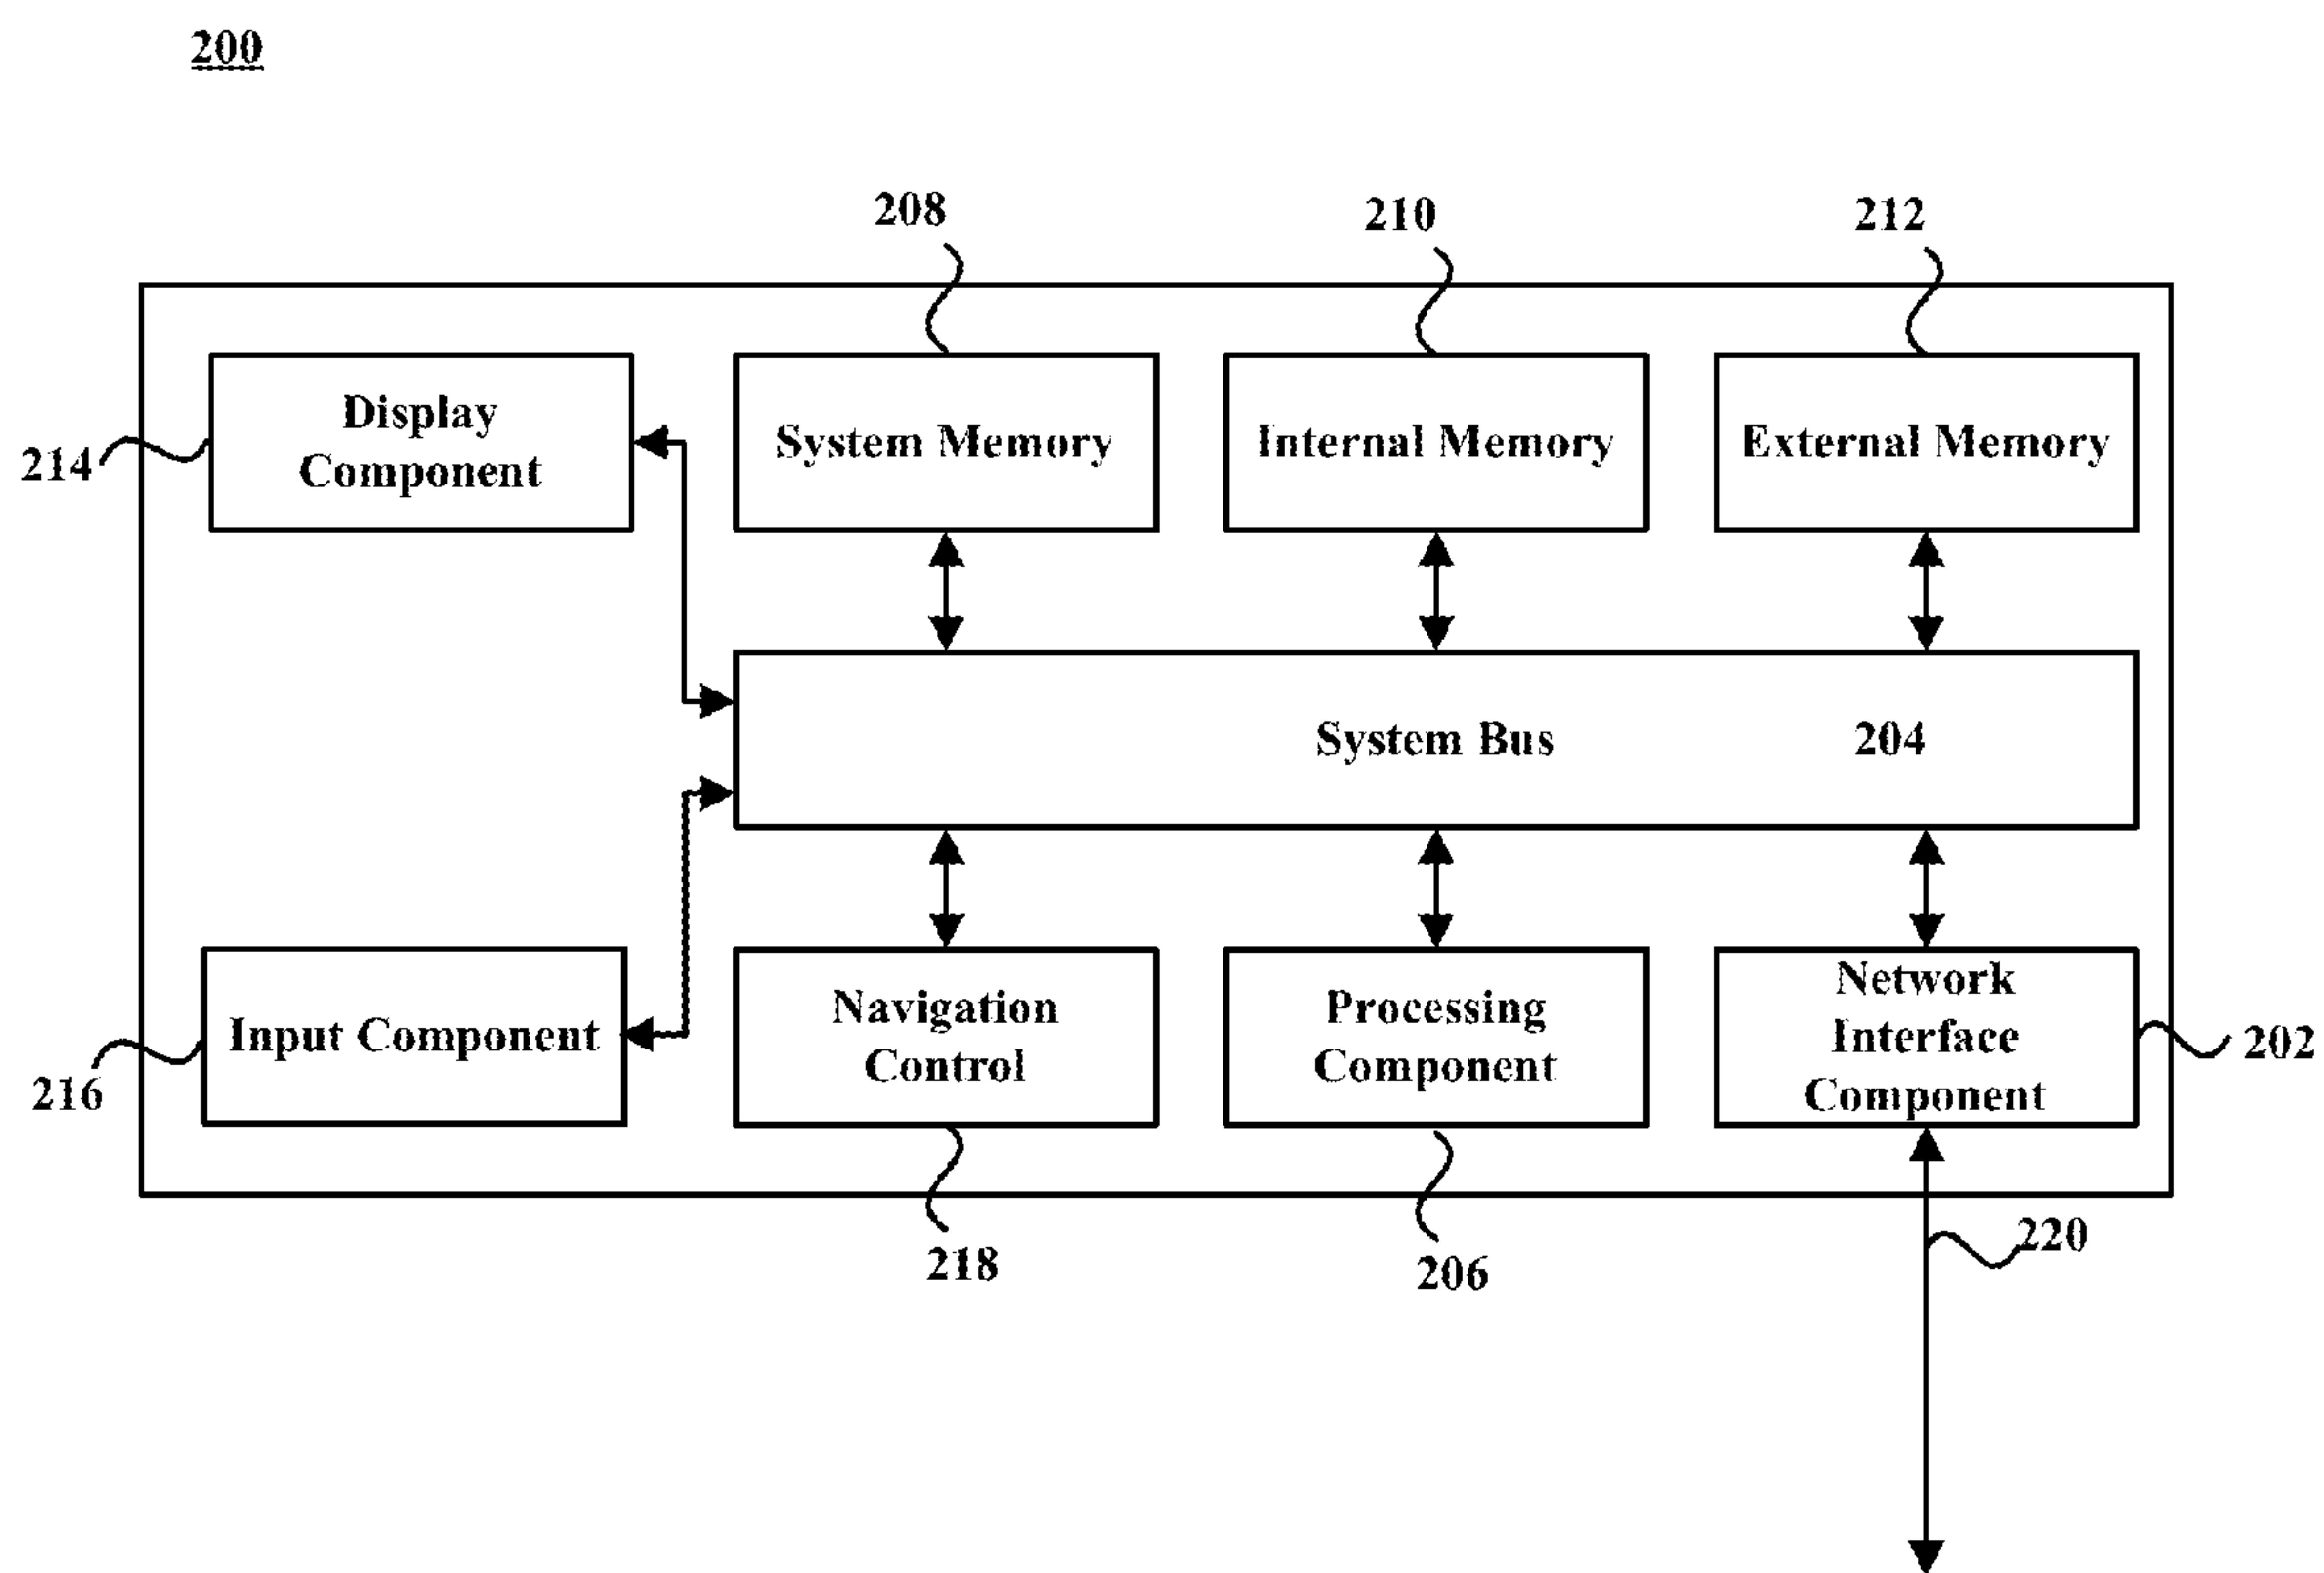 200
208
210
212
Display
Component
System Memory
Internal Memory
External Memory
214
System Bus
204
Input Component
Navigation
Control
Processing
Component
Network
Interface
Component
202
216
218
206
220